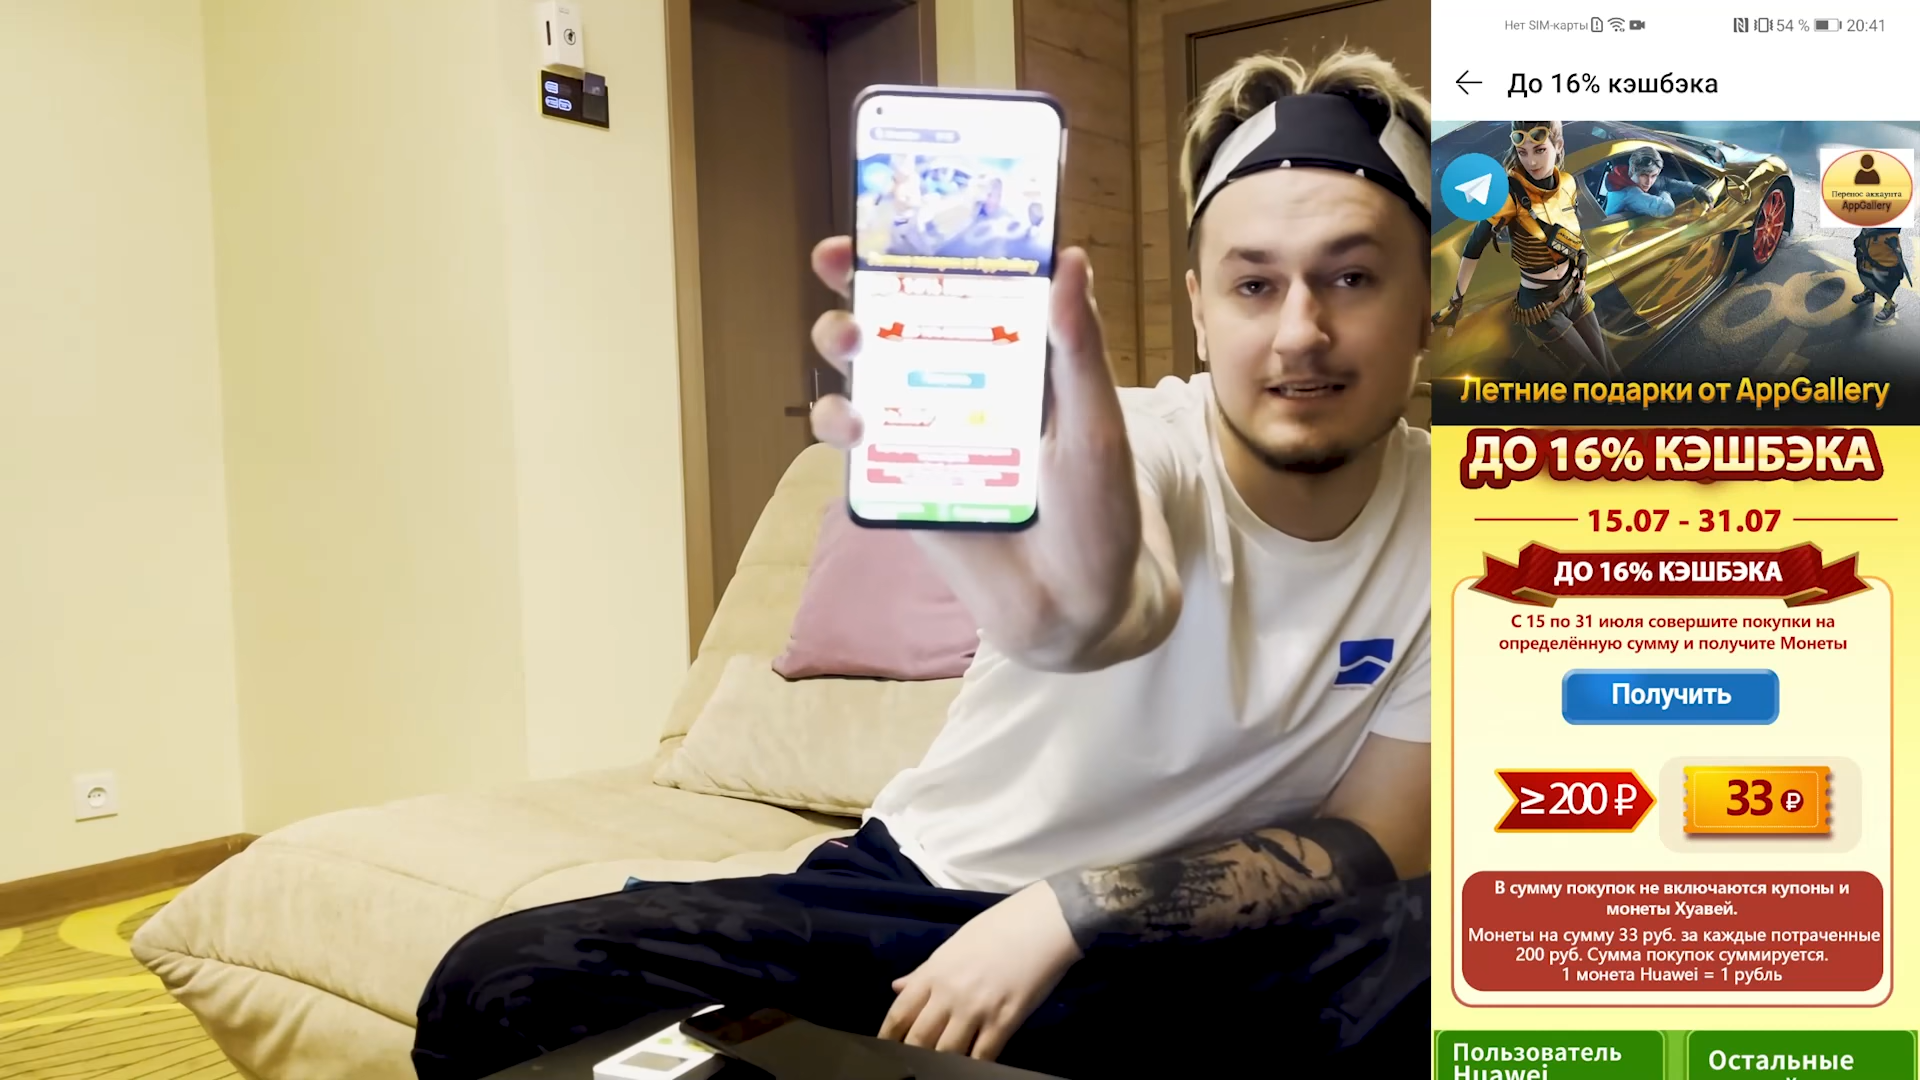 Нет SIM-карты
54 %
20:41
До 16% кэшбэка
Перенос аккаунта
AppGallery
Летние подарки от AppGallery
ДО 16% КЭШБЭКА
15.07 - 31.07
ДО 16% КЭШБЭКА
С 15 по 31 июля совершите покупки на
определённую сумму и получите Монеты
Получить
≥200 ₽
33 ₽
В сумму покупок не включаются купоны и
монеты Хуавей.
Монеты на сумму 33 руб. за каждые потраченные
200 руб. Сумма покупок суммируется.
1 монета Huawei = 1 рубль
Пользователь
Huawei
Остальные